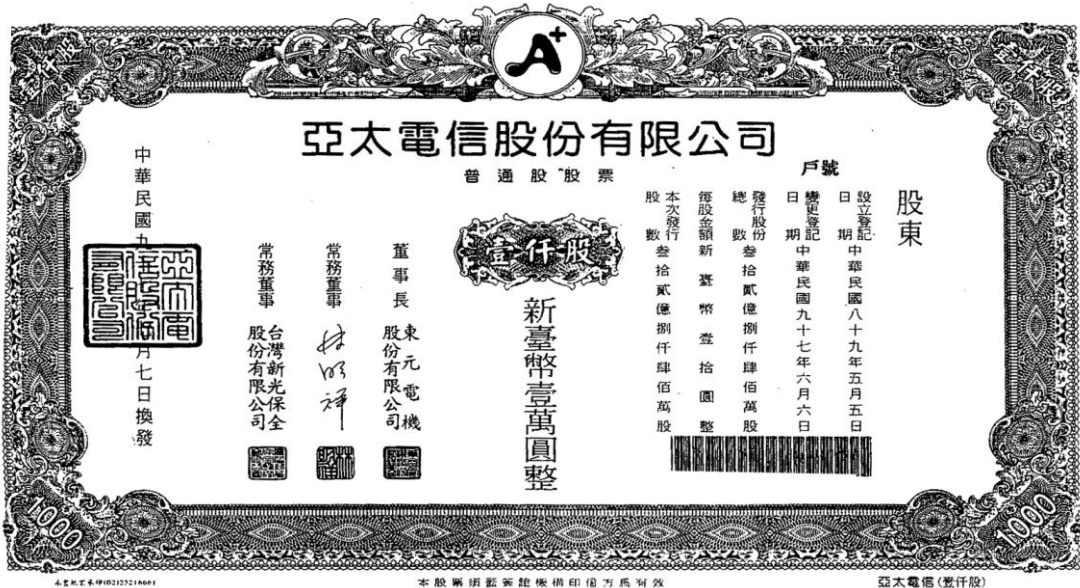 A+
亞太電信股份有限公司
普通股股票
戶號
股東
設立登記日期 中華民國八十九年五月五日
變更登記日期 中華民國九十七年六月六日
發行股份總數 叁拾貳億捌仟肆佰萬股
每股金額 新臺幣壹拾圓整
本次發行股數 叁拾貳億捌仟肆佰萬股
壹仟股
新臺幣壹萬圓整
董事長 東元電機股份有限公司
常務董事 林明祥
常務董事 台灣新光保全股份有限公司
中華民國九
月七日換發
1000
1000
本股票須經簽證機構印信方為有效
亞太電信(壹仟股)